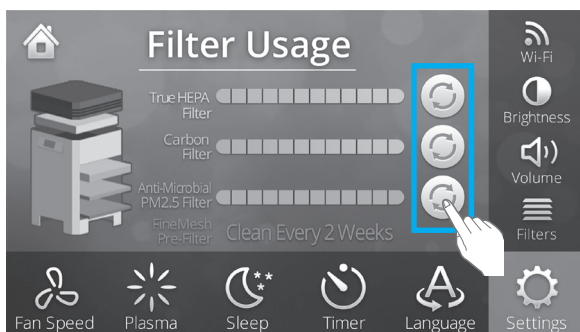 Filter Usage
True HEPA
Filter
Carbon
Filter
Anti-Microbial
PM2.5 Filter
FineMesh
Pre-Filter
Clean Every 2 Weeks
Wi-Fi
Brightness
Volume
Filters
Fan Speed
Plasma
Sleep
Timer
A
Language
Settings